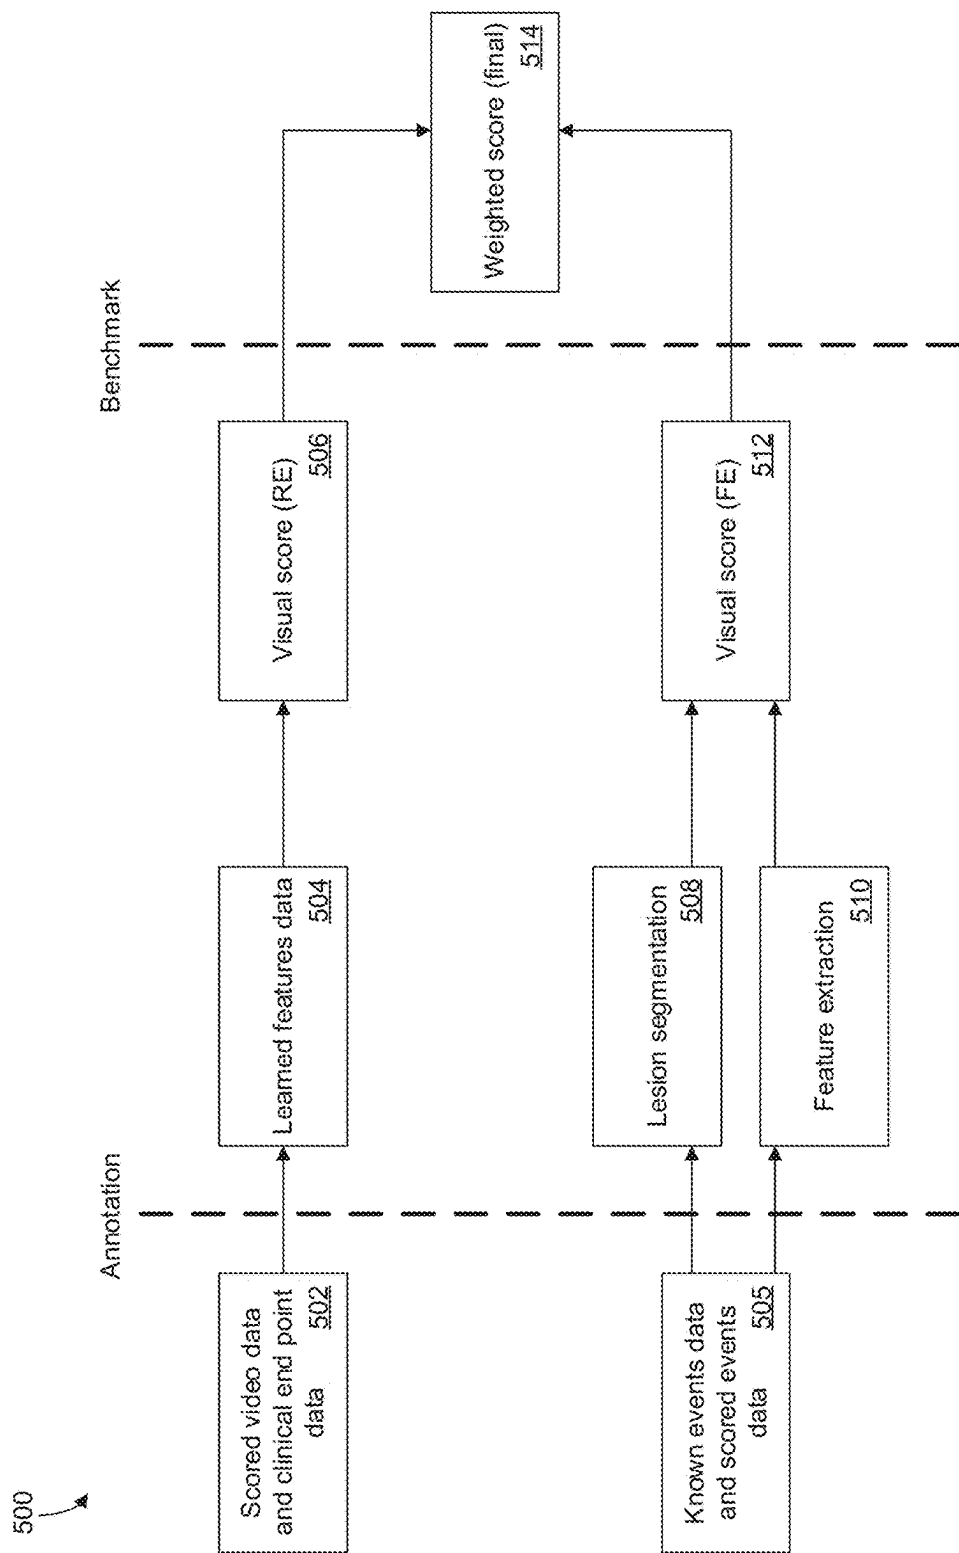 500
Annotation
Benchmark
Scored video data
and clinical end point
data
502
Learned features data
504
Visual score (RE)
506
Weighted score (final)
514
Known events data
and scored events
data
505
Lesion segmentation
508
Feature extraction
510
Visual score (FE)
512